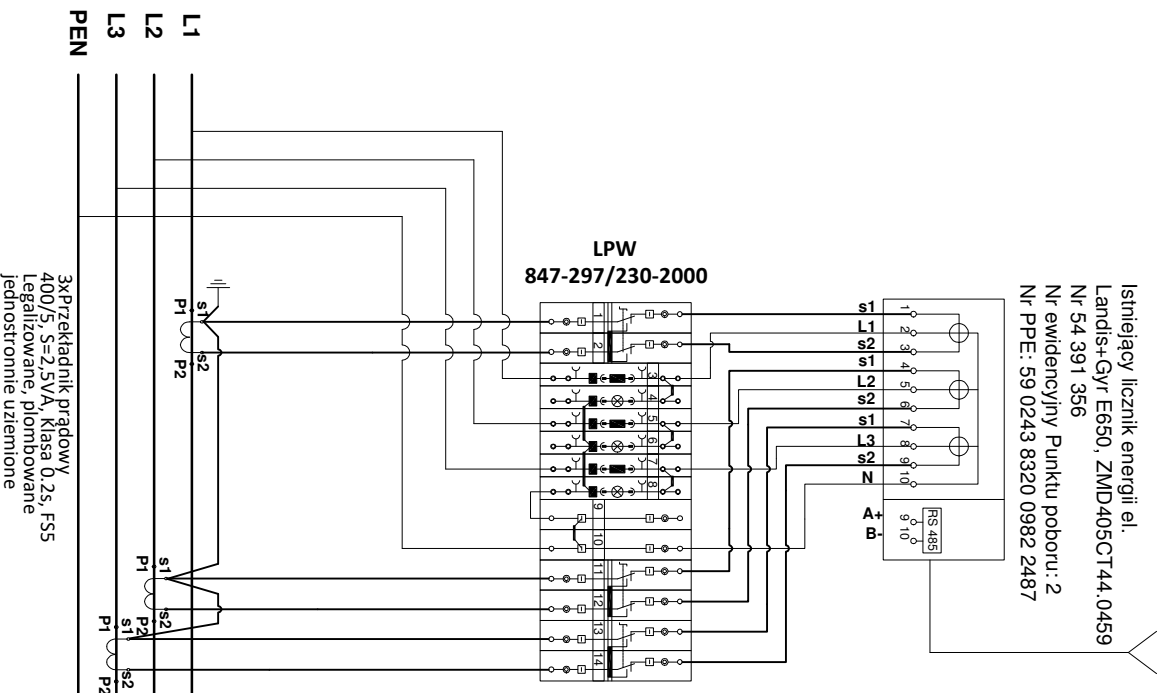 PEN
L3
L2
L1
LPW
847-297/230-2000
Istniejący licznik energii el.
Landis+Gyr E650, ZMD405CT44.0459
Nr 54 391 356
Nr ewidencyjny Punktu poboru: 2
Nr PPE: 59 0243 8320 0982 2487
s1
L1
s2
s1
L2
s2
s1
L3
s2
N
A+
B-
1
2
3
4
5
6
7
8
9
10
9
10
RS 485
1
2
3
4
5
6
7
8
9
10
11
12
13
14
P1
s1
s2
P2
P1
s1
s2
P2
P1
s1
s2
P2
3xPrzekładnik prądowy
400/5, S=2,5VA, Klasa 0.2s, FS5
Legalizowane, plombowane
jednostronnie uziemione